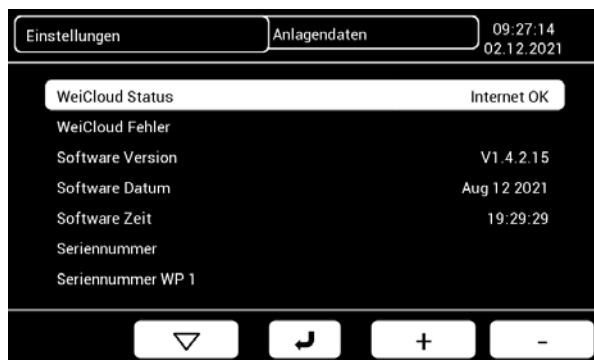 Einstellungen
Anlagendaten
09:27:14
02.12.2021
WeiCloud Status Internet OK
WeiCloud Fehler
Software Version V1.4.2.15
Software Datum Aug 12 2021
Software Zeit 19:29:29
Seriennummer
Seriennummer WP 1
+ -